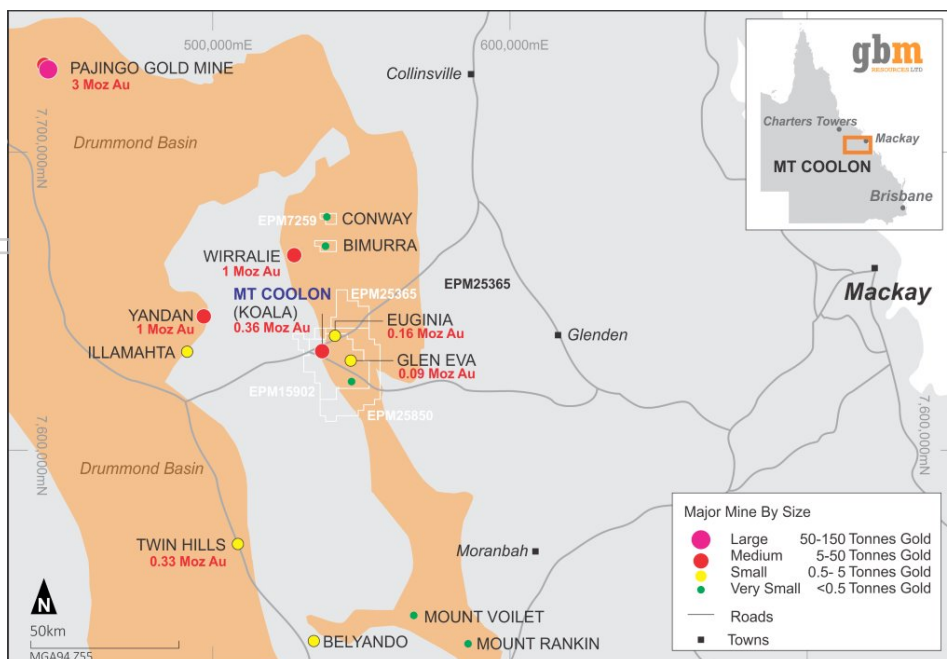 500,000mE
600,000mE
PAJINGO GOLD MINE
3 Moz Au
Collinsville
gbm
RESOURCES LTD
Charters Towers
Mackay
MT COOLON
Brisbane
7,700,000mN
Drummond Basin
EPM7259
CONWAY
BIMURRA
WIRRALIE
1 Moz Au
MT COOLON
(KOALA)
0.36 Moz Au
EPM25365
EPM25365
Mackay
YANDAN
1 Moz Au
EUGINIA
0.16 Moz Au
Glenden
ILLAMAHTA
GLEN EVA
0.09 Moz Au
EPM15902
EPM25850
7,600,000mN
7,600,000mN
Drummond Basin
TWIN HILLS
0.33 Moz Au
Moranbah
MOUNT VOILET
BELYANDO
MOUNT RANKIN
N
50km
MGA94,755
Major Mine By Size
Large 50-150 Tonnes Gold
Medium 5-50 Tonnes Gold
Small 0.5- 5 Tonnes Gold
Very Small <0.5 Tonnes Gold
Roads
Towns